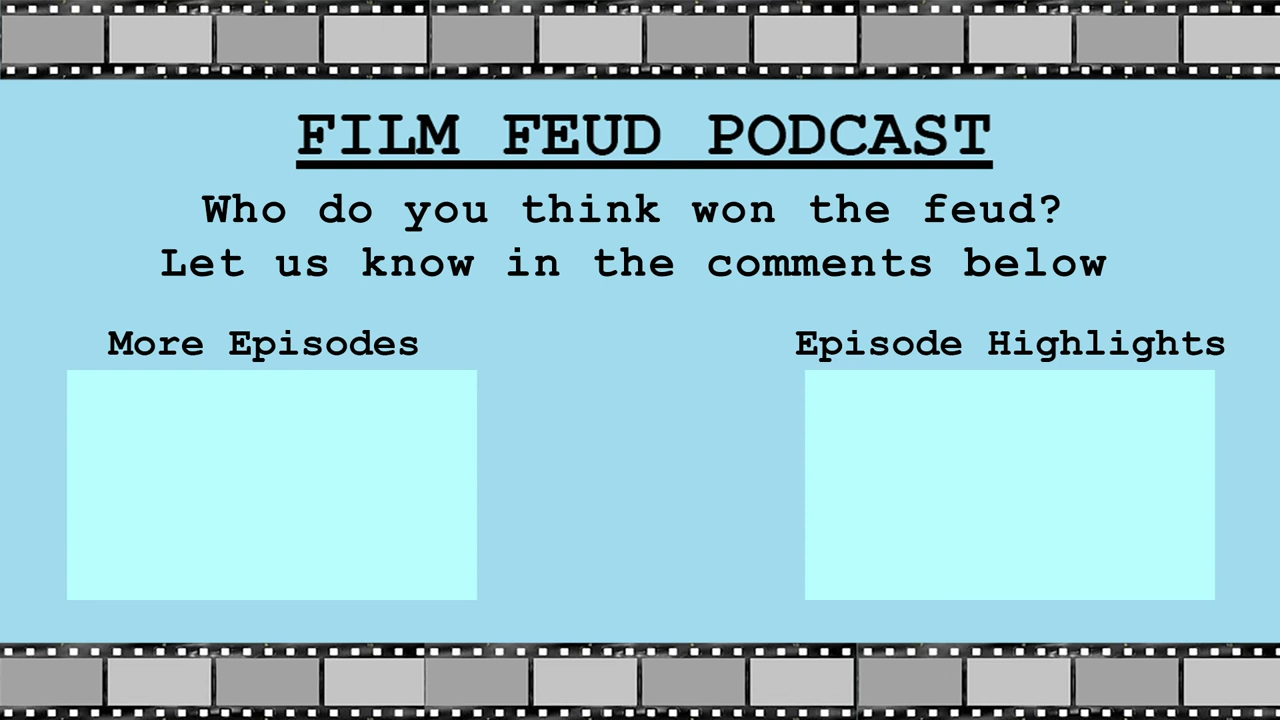 FILM FEUD PODCAST
Who do you think won the feud?
Let us know in the comments below
More Episodes
Episode Highlights